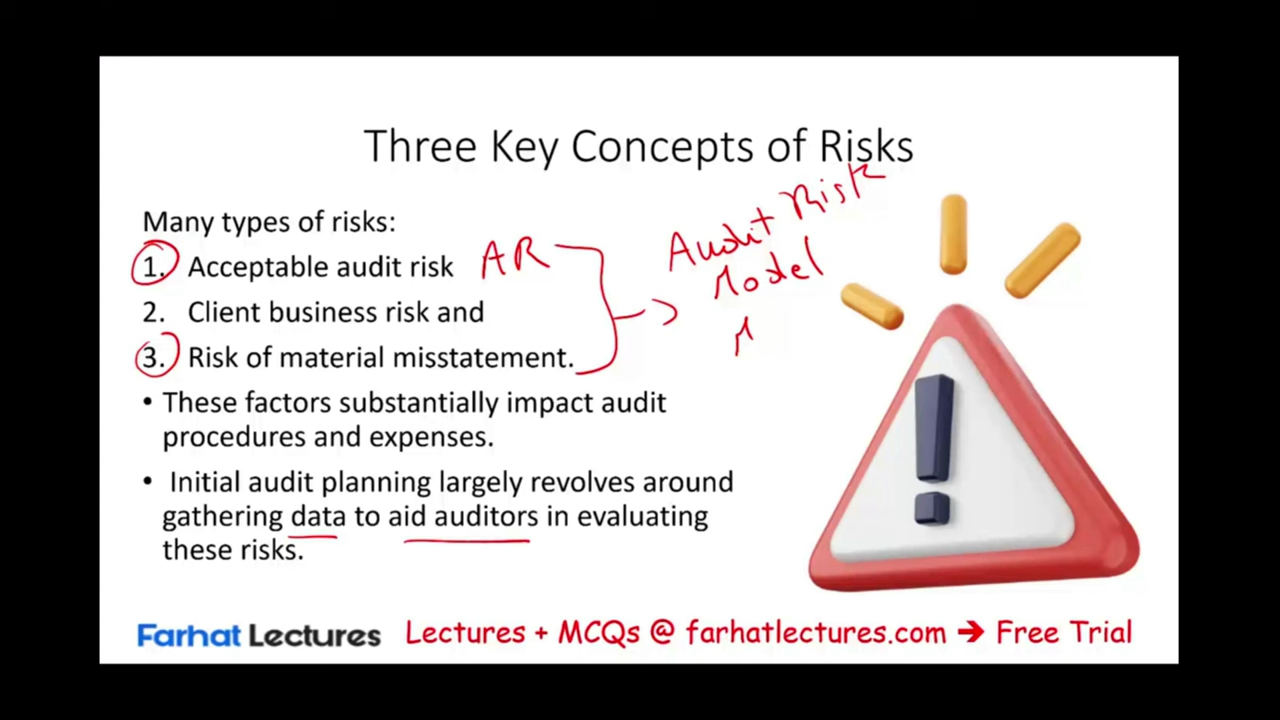 Three Key Concepts of Risks
Many types of risks:
1. Acceptable audit risk AR
2. Client business risk and
3. Risk of material misstatement.
Audit Risk
Model
• These factors substantially impact audit
procedures and expenses.
• Initial audit planning largely revolves around
gathering data to aid auditors in evaluating
these risks.
Farhat Lectures Lectures + MCQs @ farhatlectures.com → Free Trial